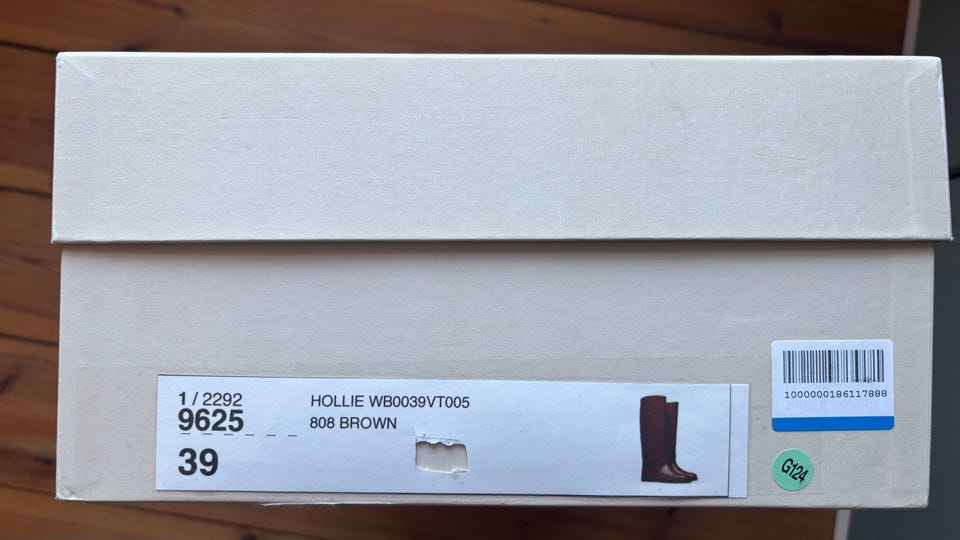 1 / 2292
9625
39
HOLLIE WB0039VT005
808 BROWN
1000000186117888
G124